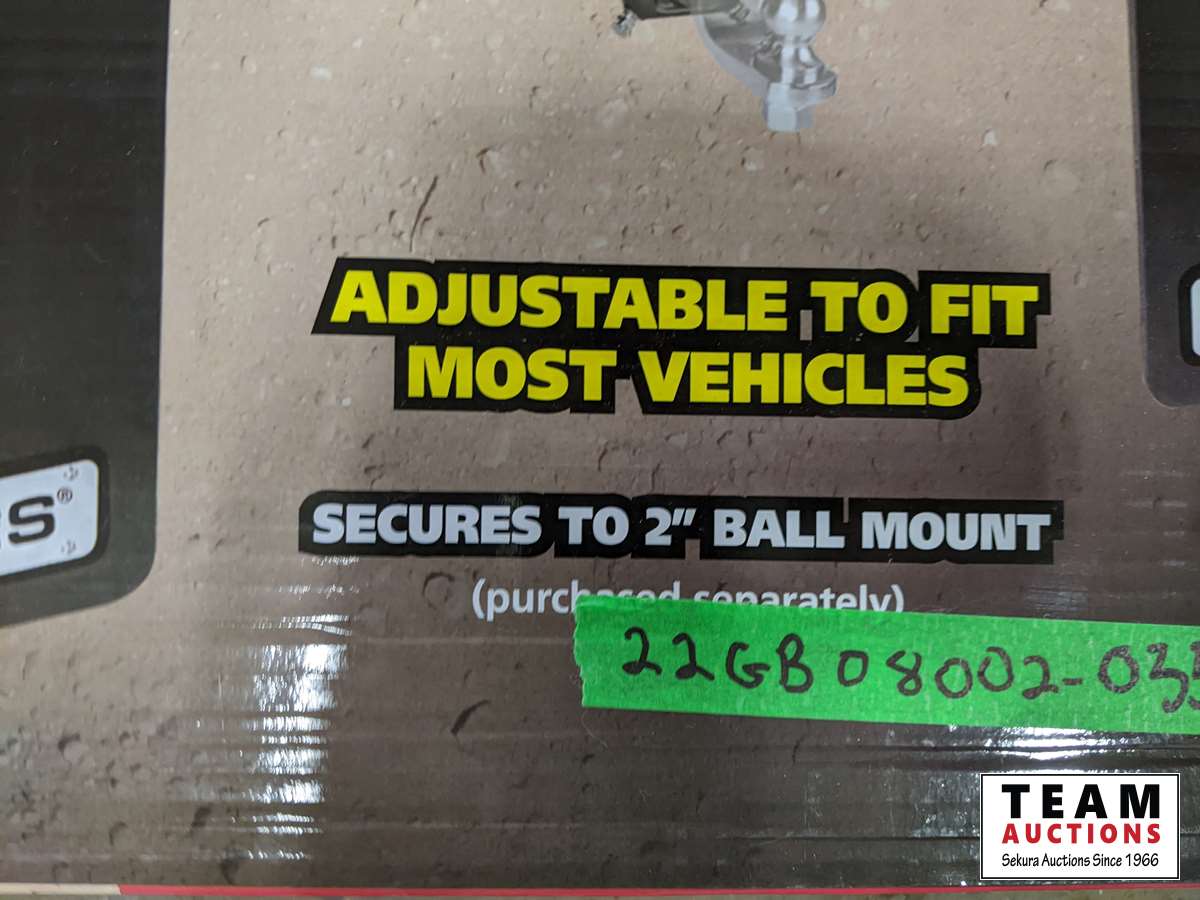 ADJUSTABLE TO FIT
MOST VEHICLES
S®
SECURES TO 2" BALL MOUNT
(purchased separately)
22GB08002-03
TEAM
AUCTIONS
Sekura Auctions Since 1966